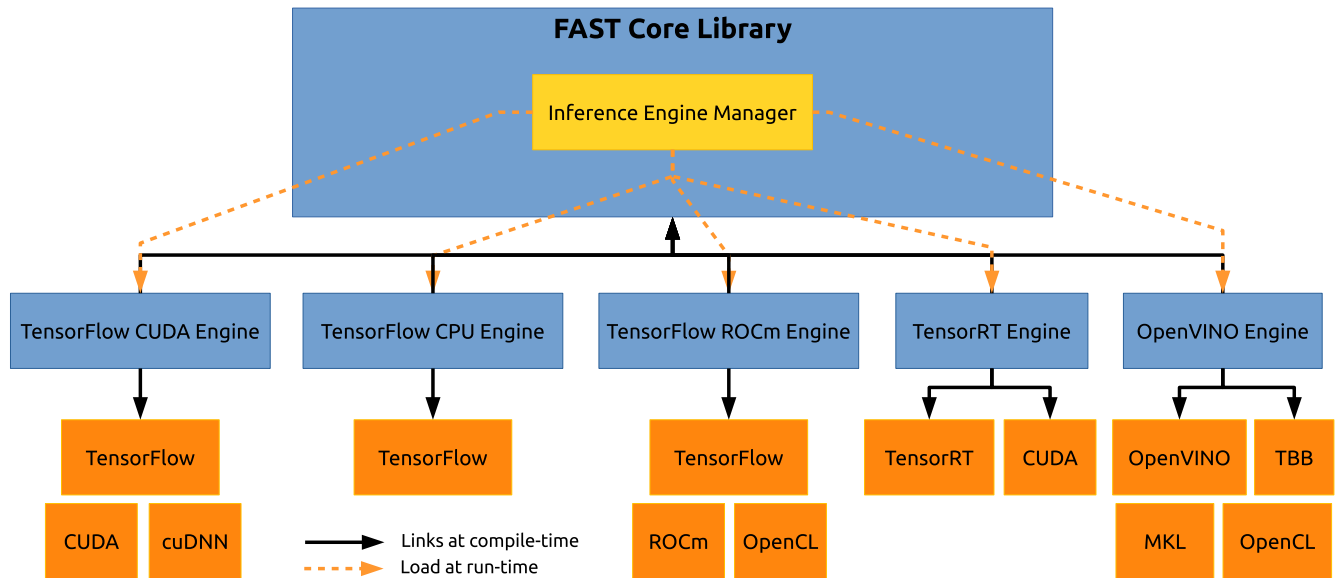 FAST Core Library
Inference Engine Manager
TensorFlow CUDA Engine
TensorFlow CPU Engine
TensorFlow ROCm Engine
TensorRT Engine
OpenVINO Engine
TensorFlow
TensorFlow
TensorFlow
TensorRT
CUDA
OpenVINO
TBB
CUDA
cuDNN
Links at compile-time
Load at run-time
ROCm
OpenCL
MKL
OpenCL